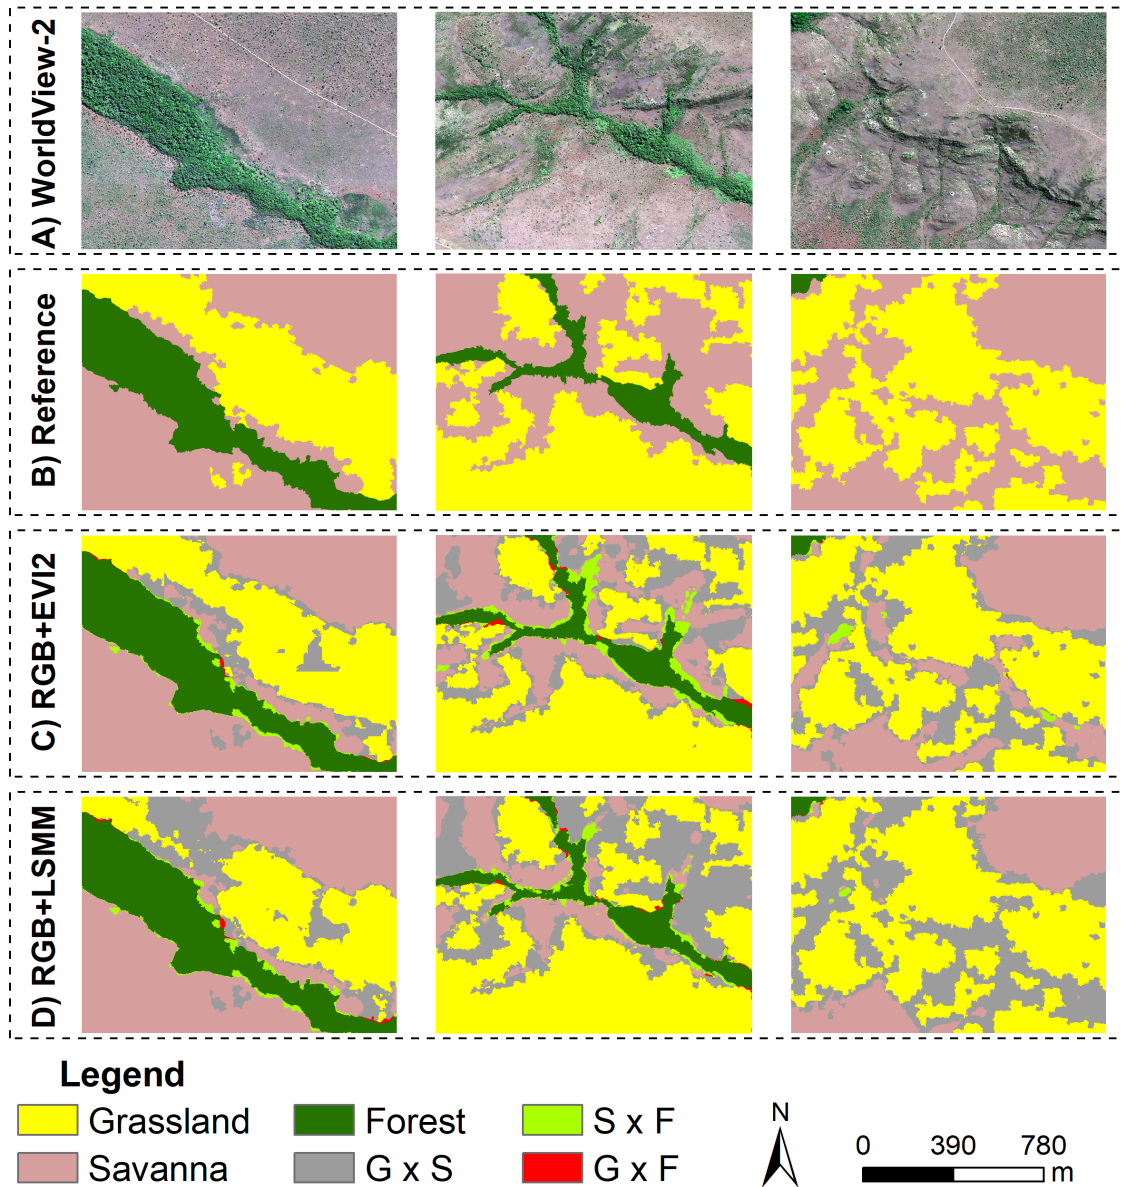 A) WorldView-2
B) Reference
C) RGB+EVI2
D) RGB+LSMM
Legend
Grassland
Forest
S x F
Savanna
G x S
G x F
N
0 390 780
m